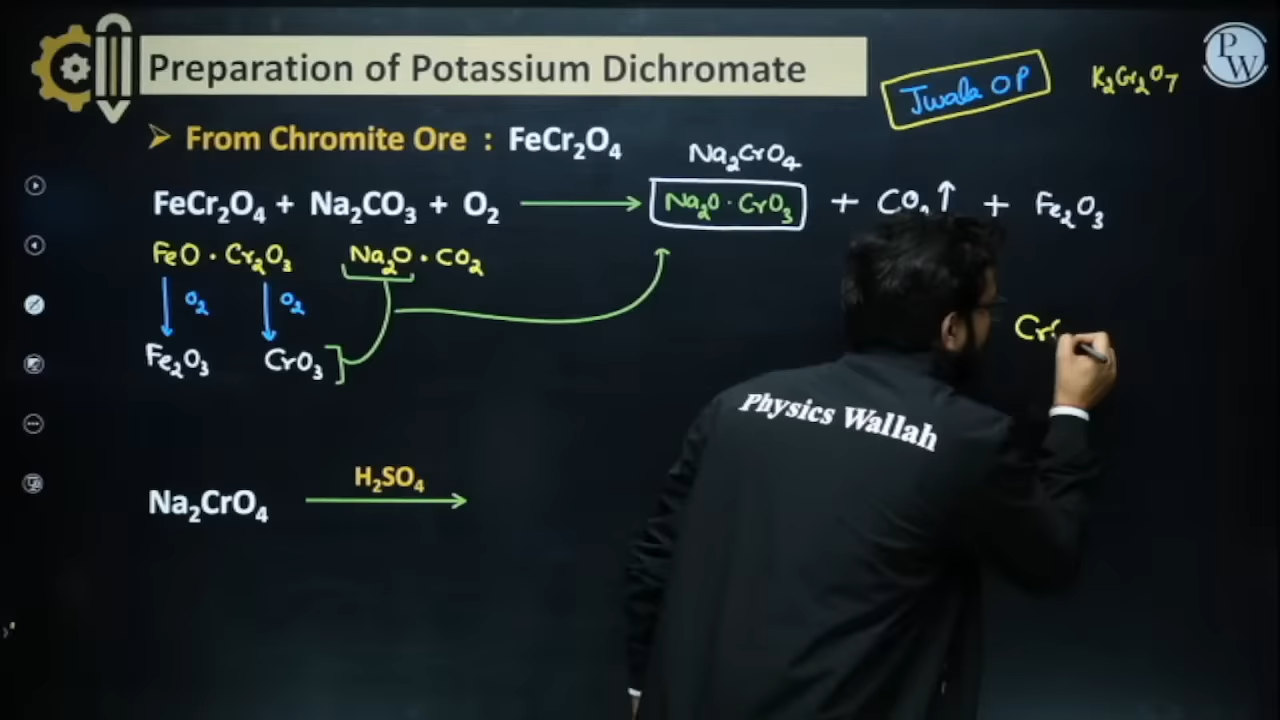 Preparation of Potassium Dichromate
Jwala OP
K₂Cr₂O₇
PW
➢ From Chromite Ore : FeCr₂O₄
Na₂CrO₄
FeCr₂O₄ + Na₂CO₃ + O₂ ⟶ Na₂O · CrO₃ + CO₂↑ + Fe₂O₃
FeO · Cr₂O₃ Na₂O · CO₂
O₂ O₂
Fe₂O₃ CrO₃
Physics Wallah
H₂SO₄
Na₂CrO₄ ⟶